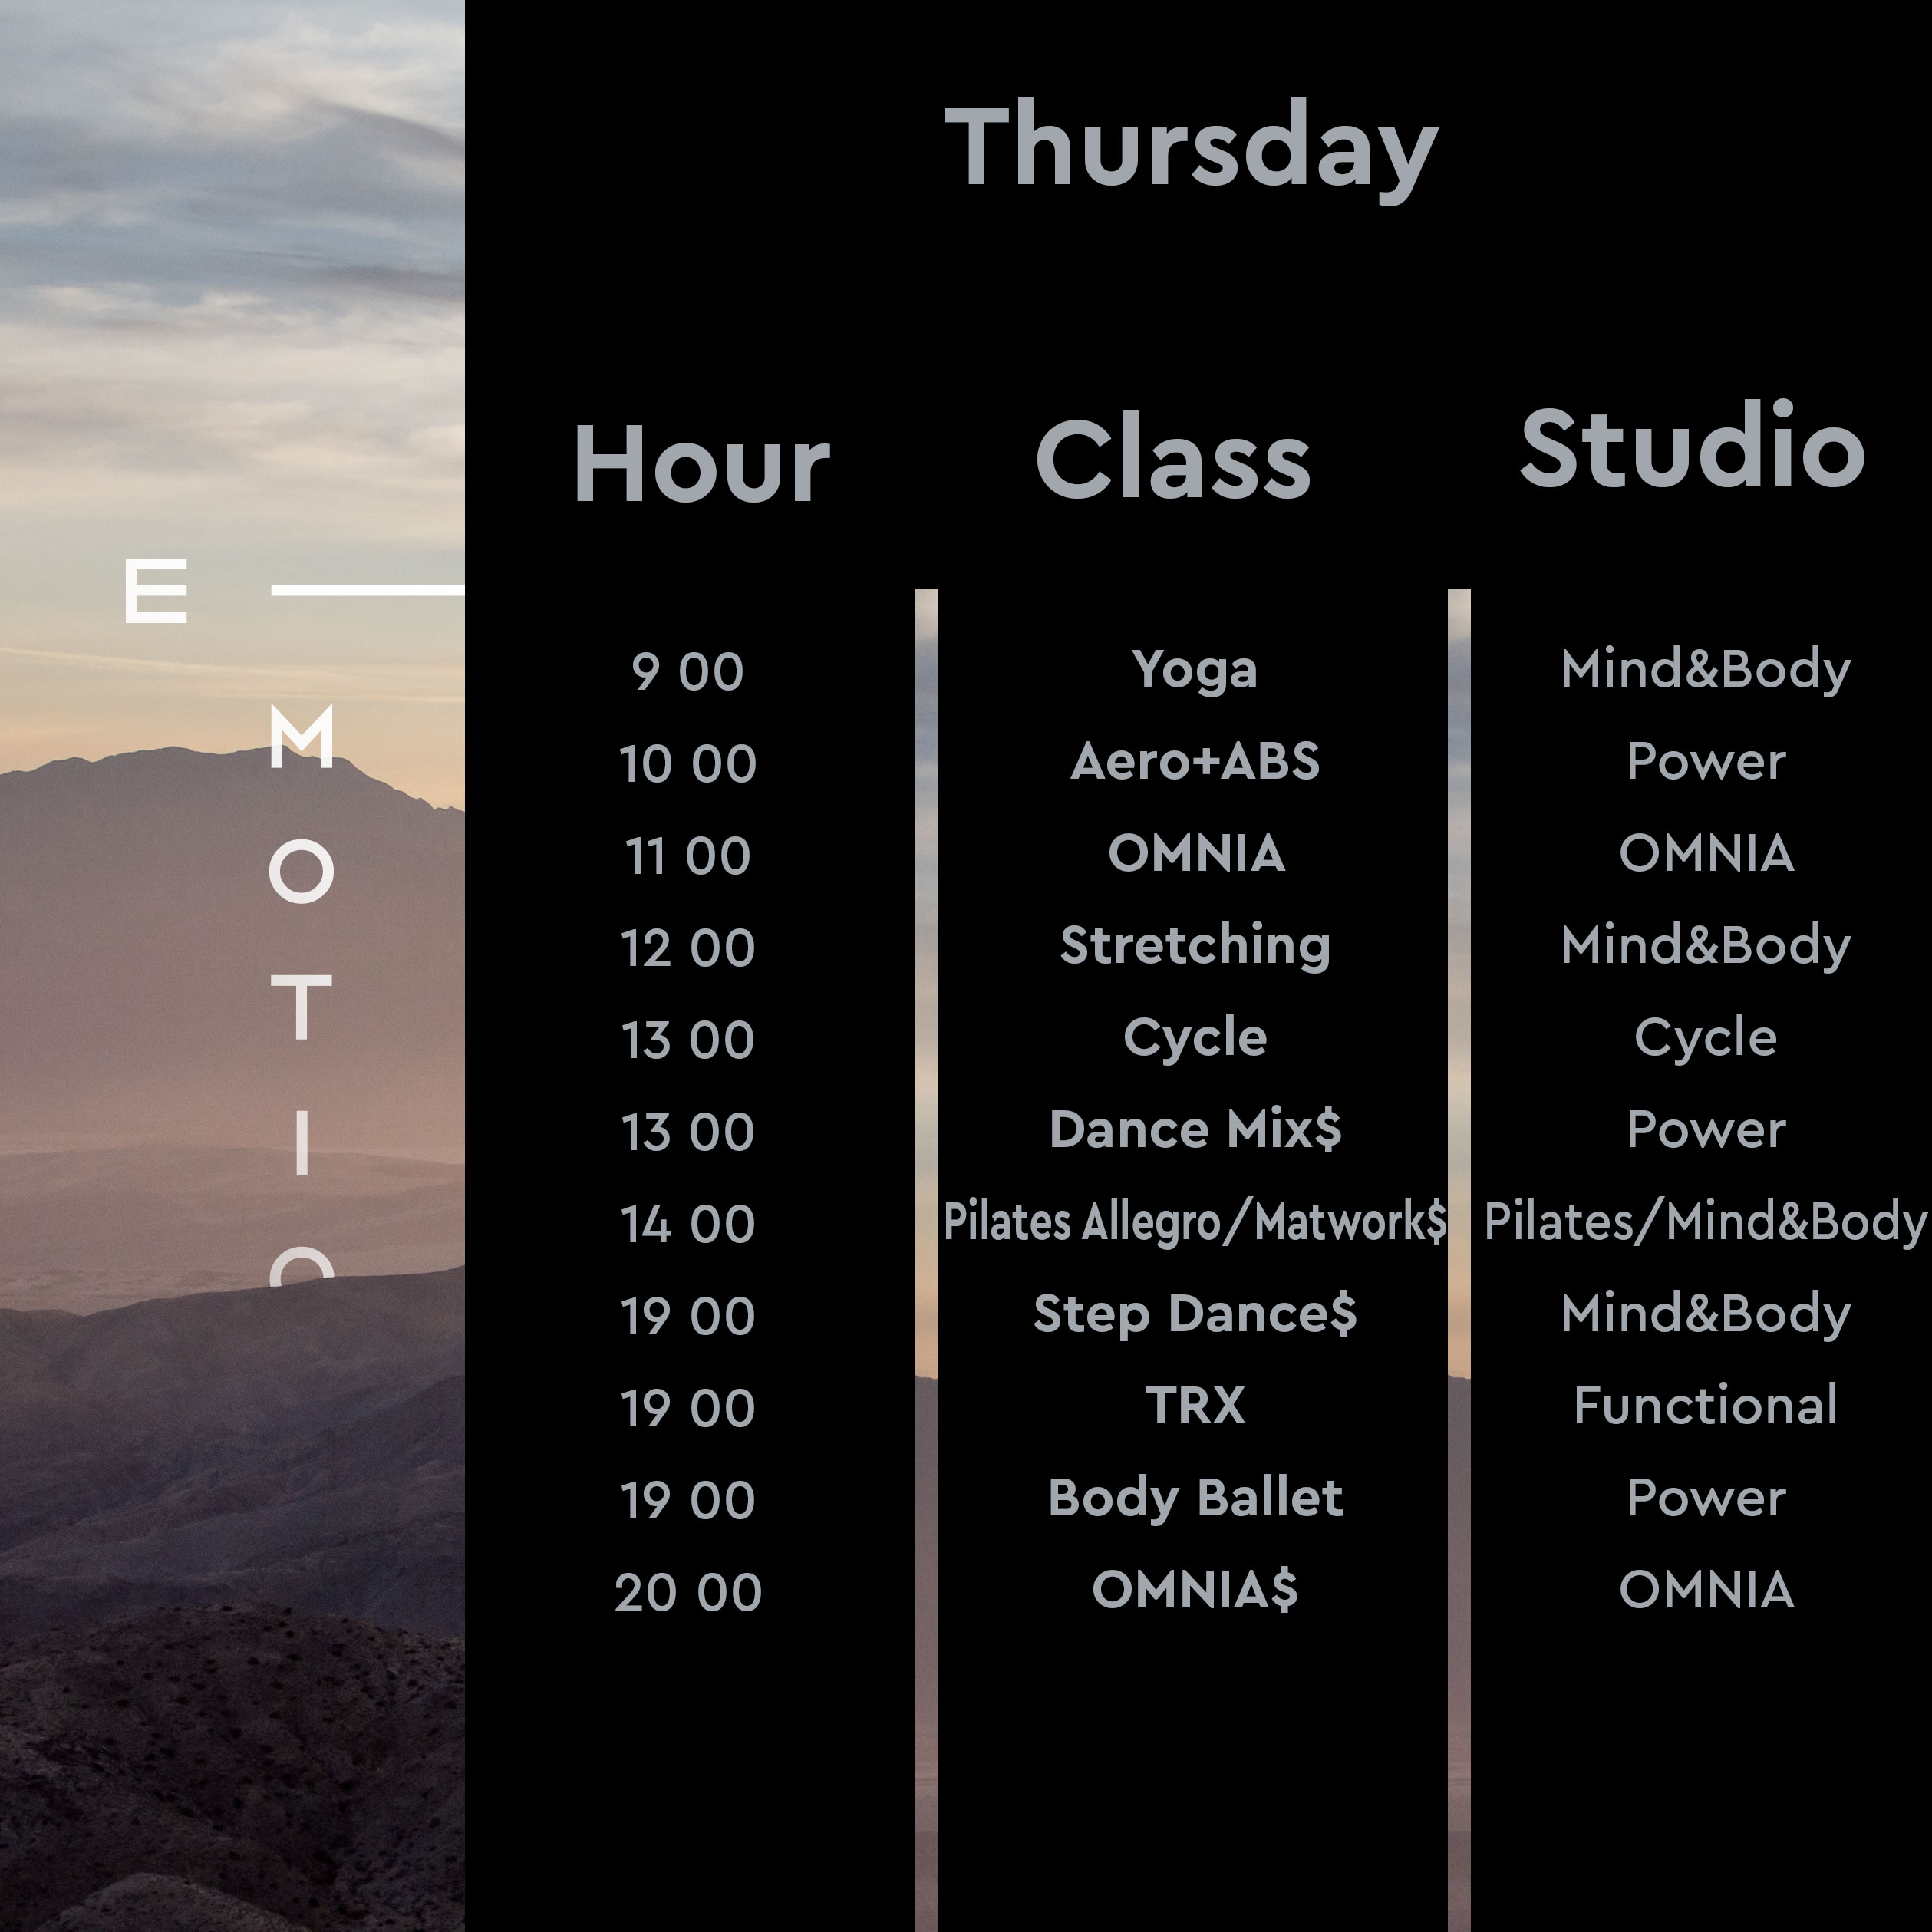 Thursday
Hour Class Studio
E —
M
O
T
I
O
9 00 Yoga Mind&Body
10 00 Aero+ABS Power
11 00 OMNIA OMNIA
12 00 Stretching Mind&Body
13 00 Cycle Cycle
13 00 Dance Mix$ Power
14 00 Pilates Allegro/Matwork$ Pilates/Mind&Body
19 00 Step Dance$ Mind&Body
19 00 TRX Functional
19 00 Body Ballet Power
20 00 OMNIA$ OMNIA